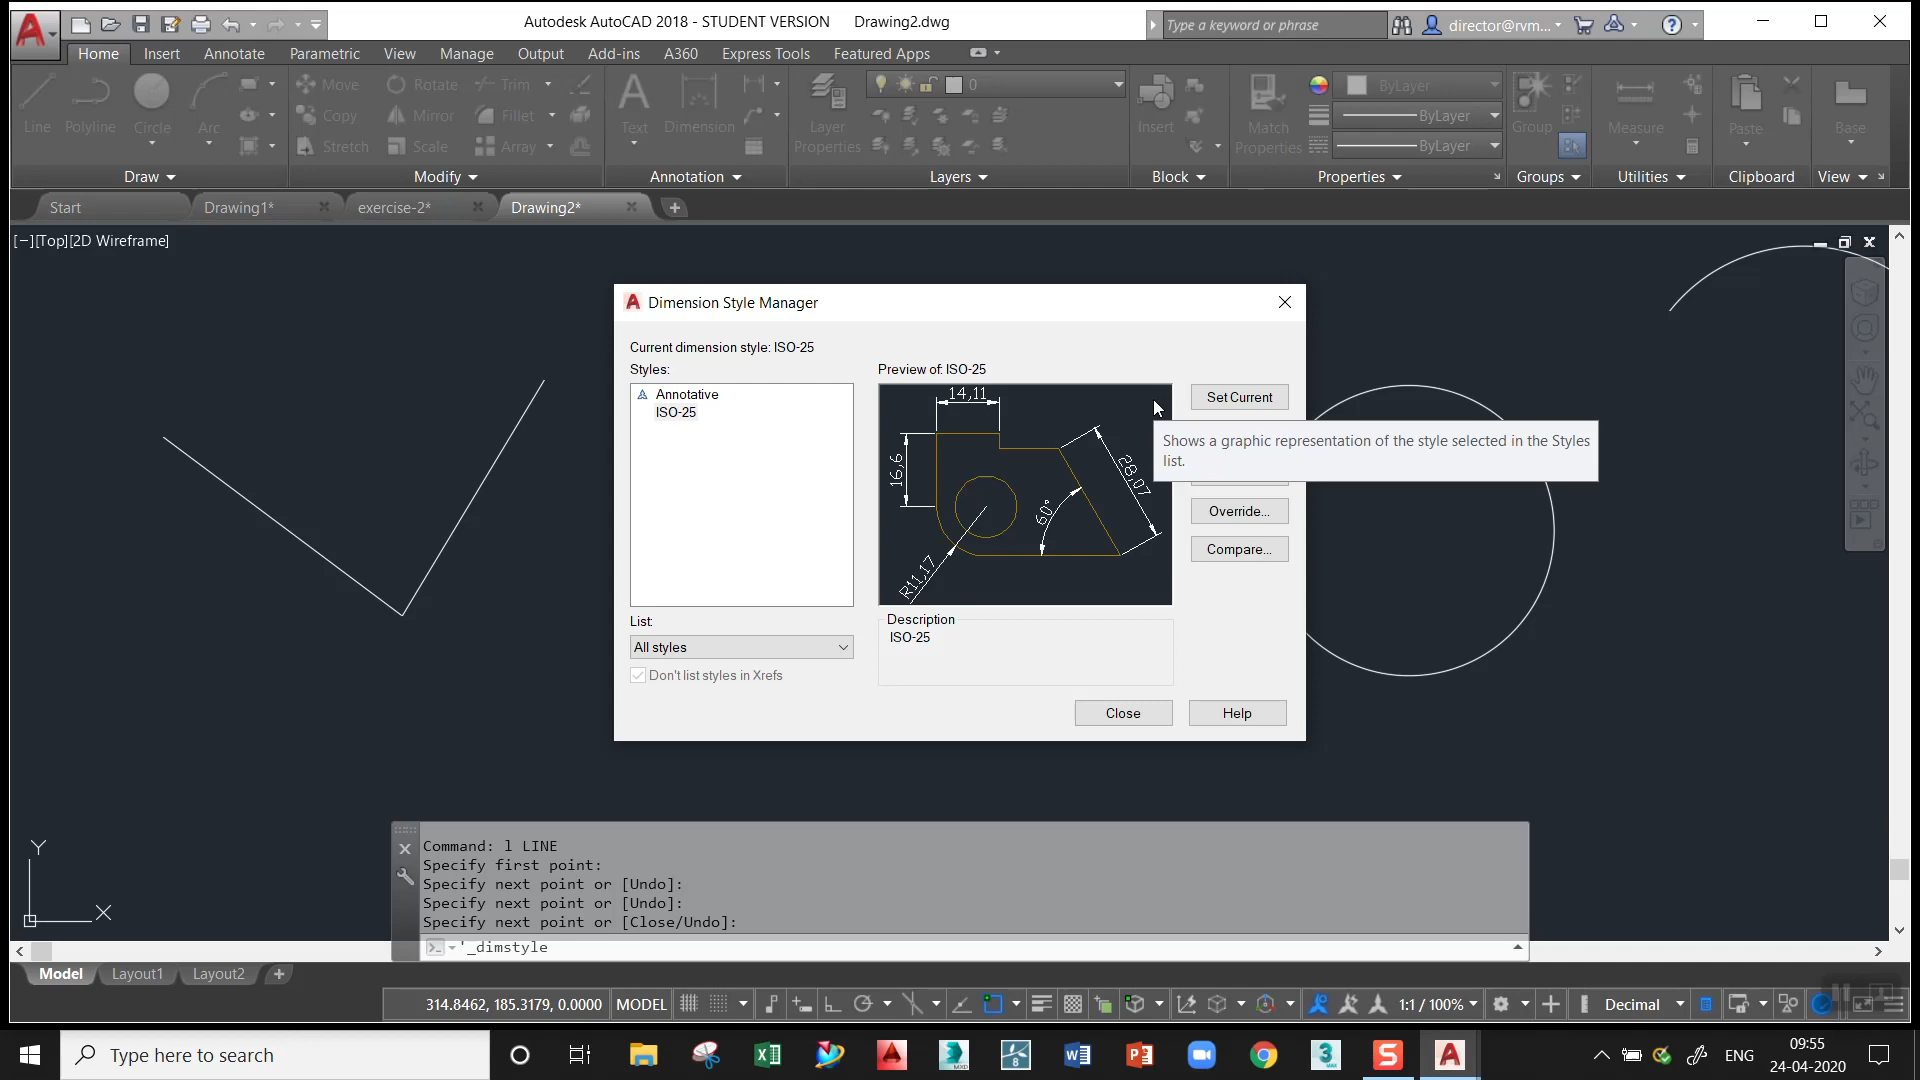 Autodesk AutoCAD 2018 - STUDENT VERSION Drawing2.dwg
Type a keyword or phrase
director@rvm...
Home Insert Annotate Parametric View Manage Output Add-ins A360 Express Tools Featured Apps
Line Polyline Circle Arc
Move Rotate Trim
Copy Mirror Fillet
Stretch Scale Array
Text Dimension
Layer Properties
0
Insert
Match Properties
ByLayer
ByLayer
ByLayer
Group
Measure
Paste
Base
Draw Modify Annotation Layers Block Properties Groups Utilities Clipboard View
Start Drawing1* exercise-2* Drawing2*
[−][Top][2D Wireframe]
Dimension Style Manager
Current dimension style: ISO-25
Styles:
Annotative
ISO-25
Preview of: ISO-25
14,11
16,6
28,07
60°
R11,17
Set Current
Shows a graphic representation of the style selected in the Styles
list.
Override...
Compare...
List:
All styles
Don't list styles in Xrefs
Description
ISO-25
Close
Help
Y
X
Command: l LINE
Specify first point:
Specify next point or [Undo]:
Specify next point or [Undo]:
Specify next point or [Close/Undo]:
'_dimstyle
Model Layout1 Layout2
314.8462, 185.3179, 0.0000 MODEL 1:1 / 100% Decimal
Type here to search
ENG
09:55
24-04-2020